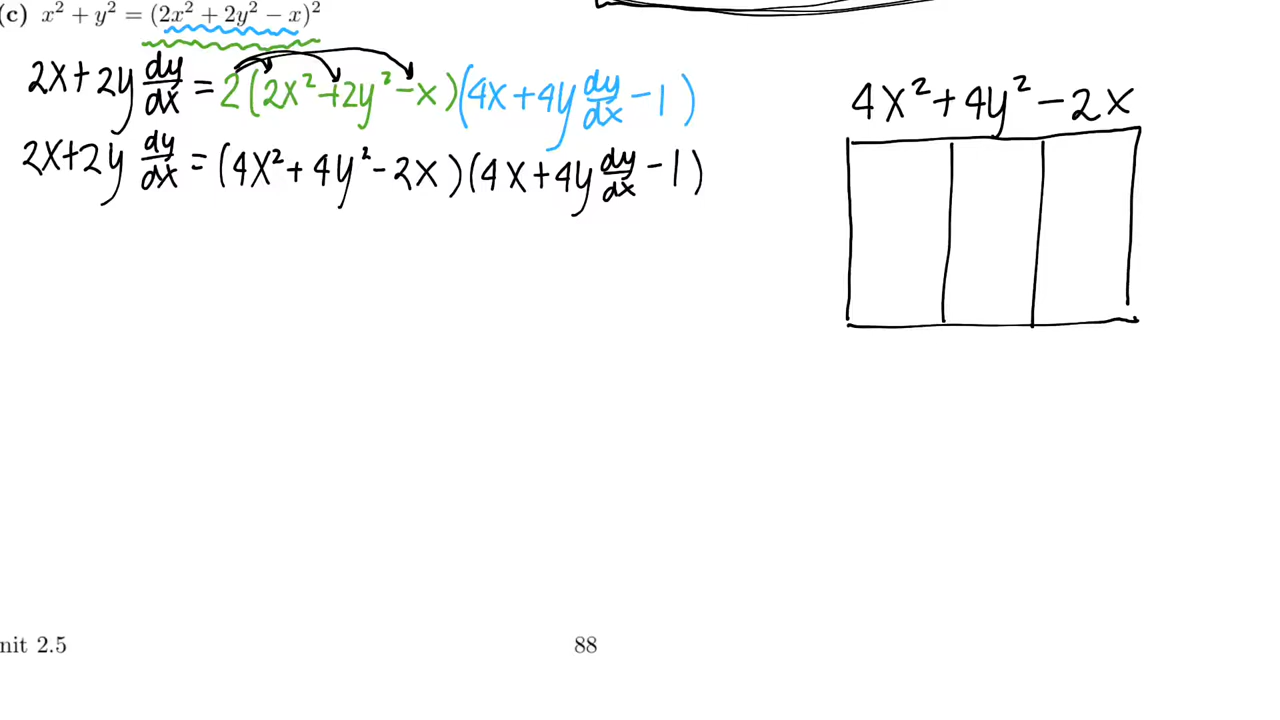 (c) x² + y² = (2x² + 2y² − x)²
2x + 2y dy/dx = 2(2x² + 2y² − x)(4x + 4y dy/dx − 1)
2x + 2y dy/dx = (4x² + 4y² − 2x)(4x + 4y dy/dx − 1)
4x² + 4y² − 2x
nit 2.5
88